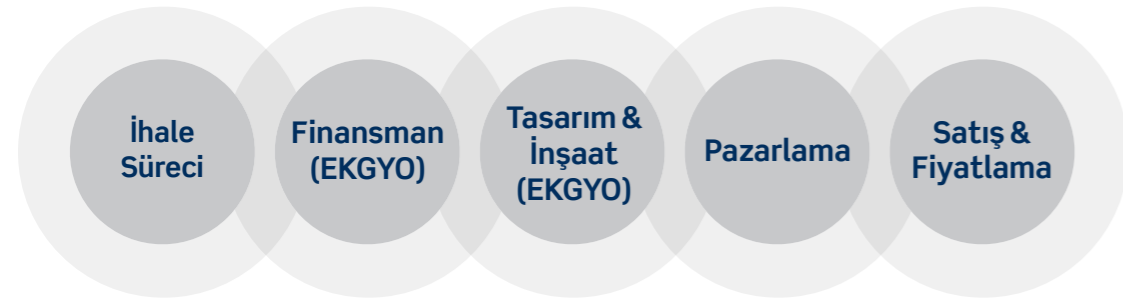 İhale
Süreci
Finansman
(EKGYO)
Tasarım &
İnşaat
(EKGYO)
Pazarlama
Satış &
Fiyatlama